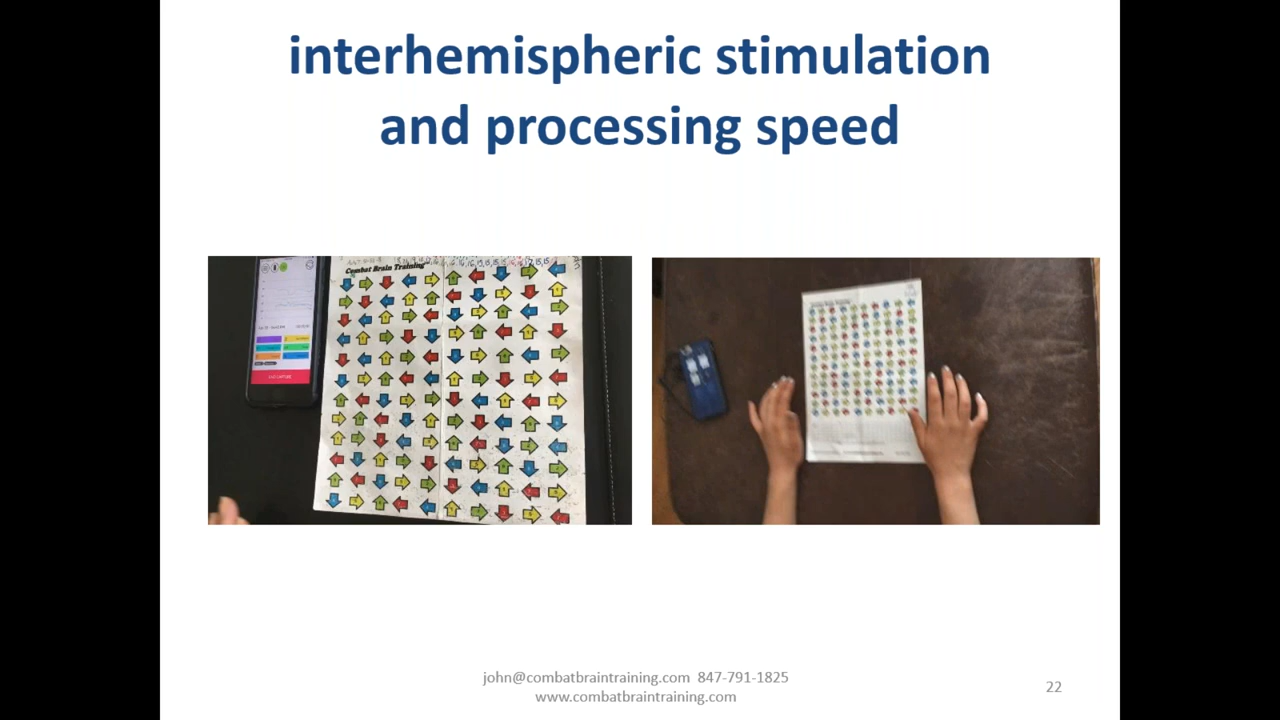 interhemispheric stimulation
and processing speed
Combat Brain Training
john@combatbraintraining.com 847-791-1825
www.combatbraintraining.com
22